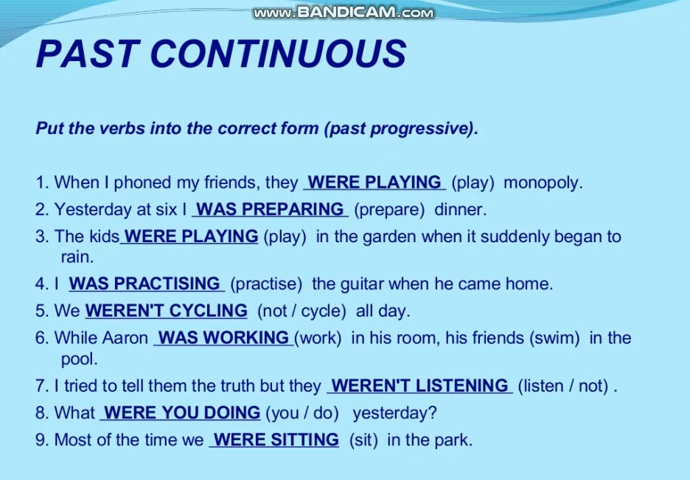 www.BANDICAM.com
PAST CONTINUOUS
Put the verbs into the correct form (past progressive).
1. When I phoned my friends, they WERE PLAYING (play) monopoly.
2. Yesterday at six I WAS PREPARING (prepare) dinner.
3. The kids WERE PLAYING (play) in the garden when it suddenly began to
rain.
4. I WAS PRACTISING (practise) the guitar when he came home.
5. We WEREN'T CYCLING (not / cycle) all day.
6. While Aaron WAS WORKING (work) in his room, his friends (swim) in the
pool.
7. I tried to tell them the truth but they WEREN'T LISTENING (listen / not) .
8. What WERE YOU DOING (you / do) yesterday?
9. Most of the time we WERE SITTING (sit) in the park.